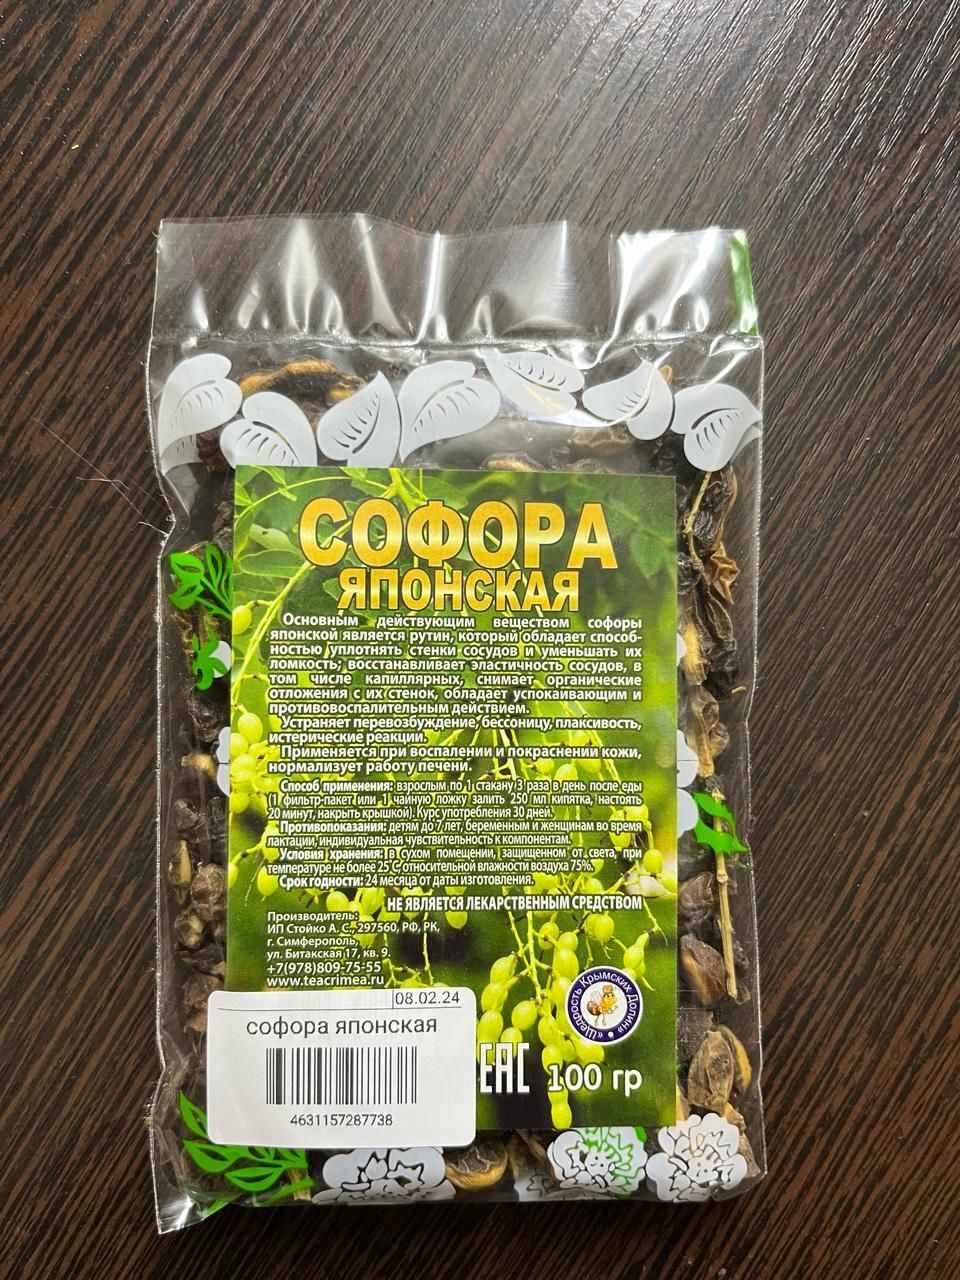 СОФОРА
ЯПОНСКАЯ
Основным действующим веществом софоры
японской является рутин, который обладает способ-
ностью уплотнять стенки сосудов и уменьшать их
ломкость; восстанавливает эластичность сосудов, в
том числе капиллярных, снимает органические
отложения с их стенок, обладает успокаивающим и
противовоспалительным действием.
Устраняет перевозбуждение, бессоницу, плаксивость,
истерические реакции.
Применяется при воспалении и покраснении кожи,
нормализует работу печени.
Способ применения: взрослым по 1 стакану 3 раза в день после еды
(1 фильтр-пакет или 1 чайную ложку залить 250 мл кипятка, настоять
20 минут, накрыть крышкой). Курс употребления 30 дней.
Противопоказания: детям до 7 лет, беременным и женщинам во время
лактации, индивидуальная чувствительность к компонентам.
Условия хранения: в сухом помещении, защищенном от света, при
температуре не более 25 С, относительной влажности воздуха 75%.
Срок годности: 24 месяца от даты изготовления.
НЕ ЯВЛЯЕТСЯ ЛЕКАРСТВЕННЫМ СРЕДСТВОМ
Производитель:
ИП Стойко А. С., 297560, РФ, РК,
г. Симферополь,
ул. Битакская 17, кв. 9.
+7(978)809-75-55
www.teacrimea.ru
«Щедрость Крымских Долин»
08.02.24
софора японская
4631157287738
EAC
100 гр